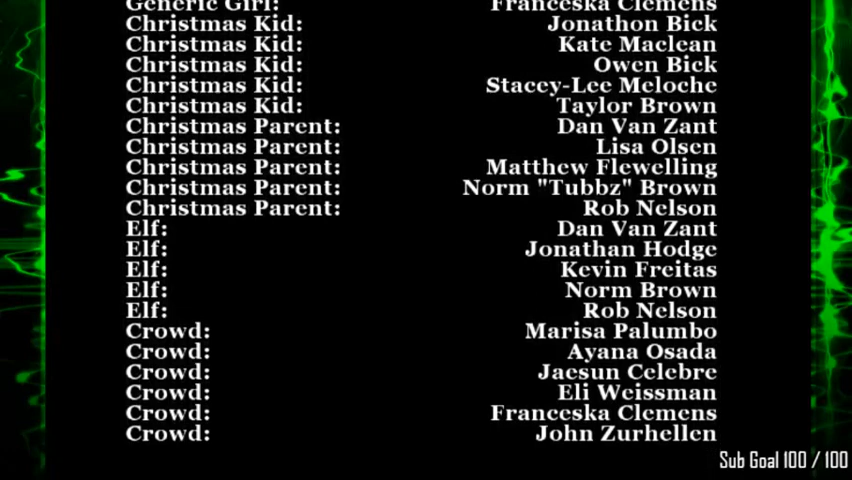 Generic Girl: Franceska Clemens
Christmas Kid: Jonathon Bick
Christmas Kid: Kate Maclean
Christmas Kid: Owen Bick
Christmas Kid: Stacey-Lee Meloche
Christmas Kid: Taylor Brown
Christmas Parent: Dan Van Zant
Christmas Parent: Lisa Olsen
Christmas Parent: Matthew Flewelling
Christmas Parent: Norm "Tubbz" Brown
Christmas Parent: Rob Nelson
Elf: Dan Van Zant
Elf: Jonathan Hodge
Elf: Kevin Freitas
Elf: Norm Brown
Elf: Rob Nelson
Crowd: Marisa Palumbo
Crowd: Ayana Osada
Crowd: Jaesun Celebre
Crowd: Eli Weissman
Crowd: Franceska Clemens
Crowd: John Zurhellen
Sub Goal 100 / 100